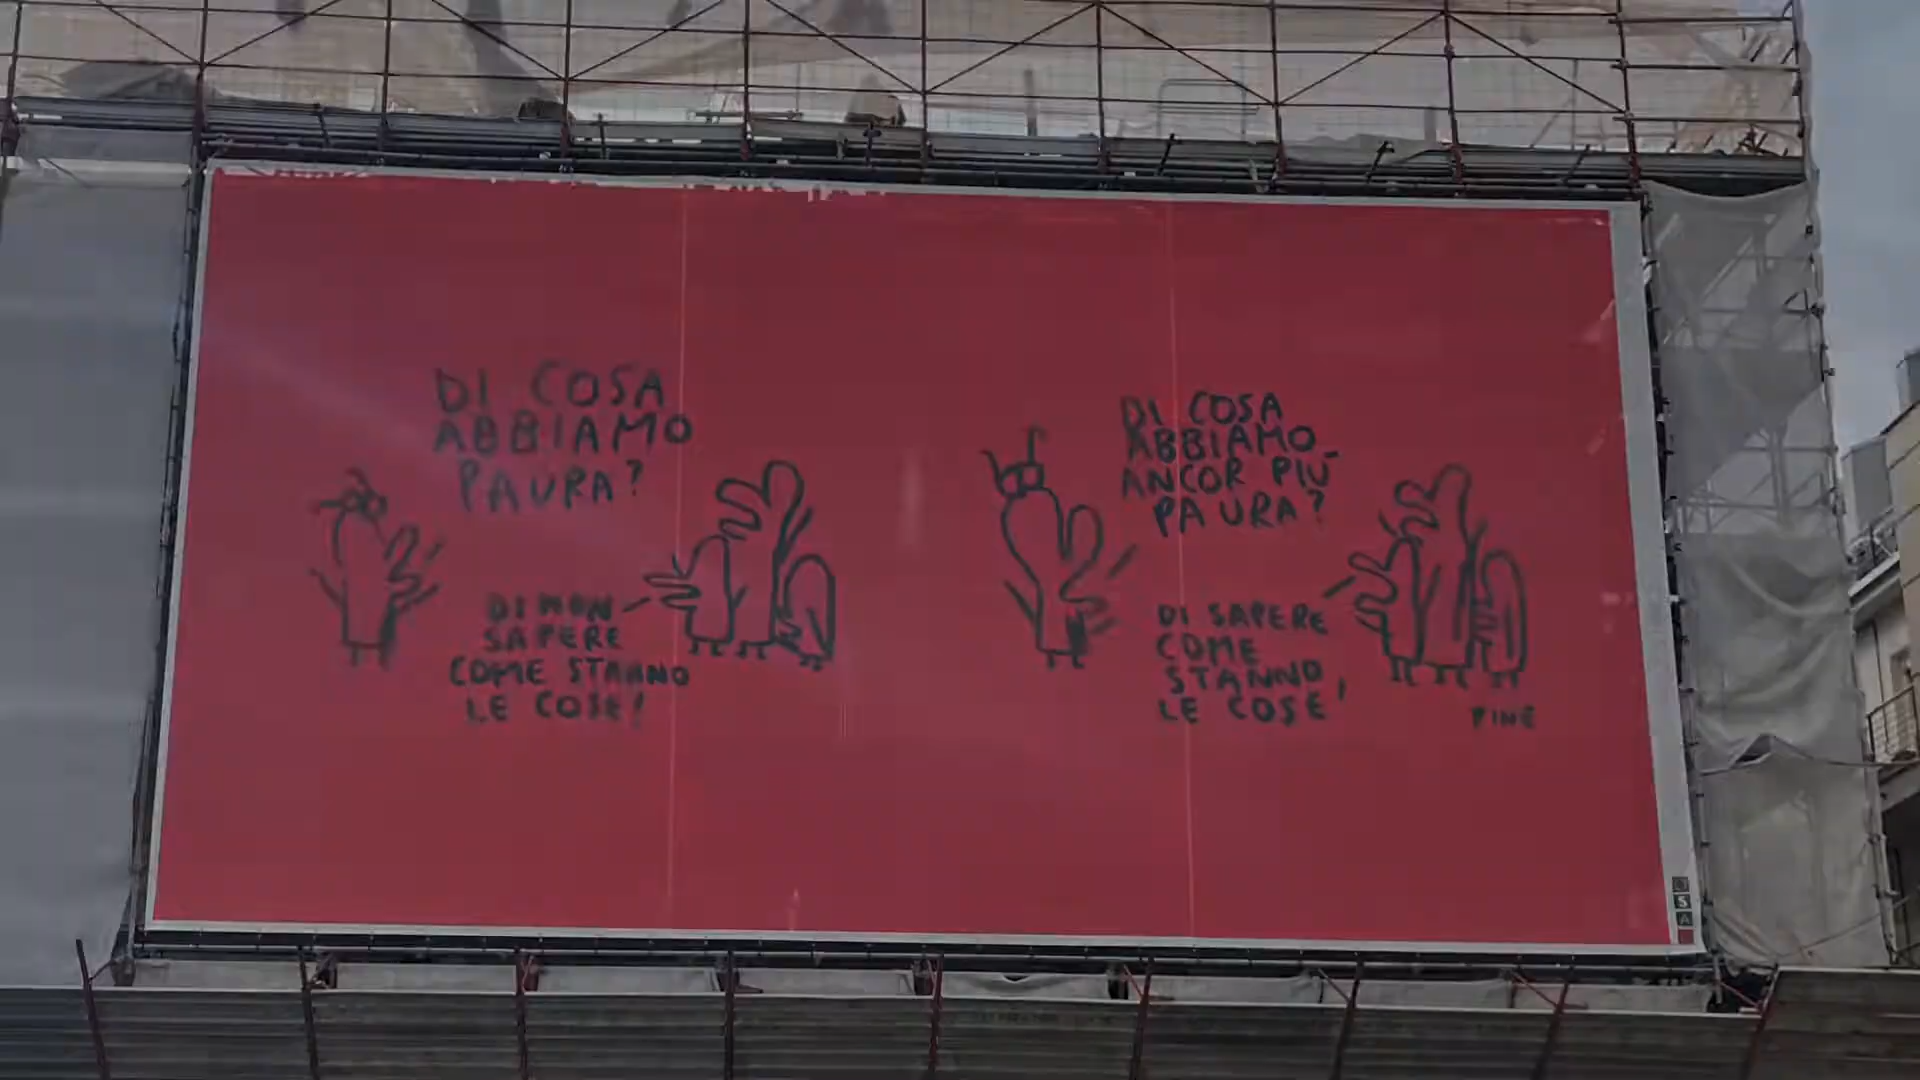 DI COSA
ABBIAMO
PAURA?
DI NON
SAPERE
COME STANNO
LE COSE!
DI COSA
ABBIAMO
ANCOR PIÙ
PAURA?
DI SAPERE
COME
STANNO
LE COSE!